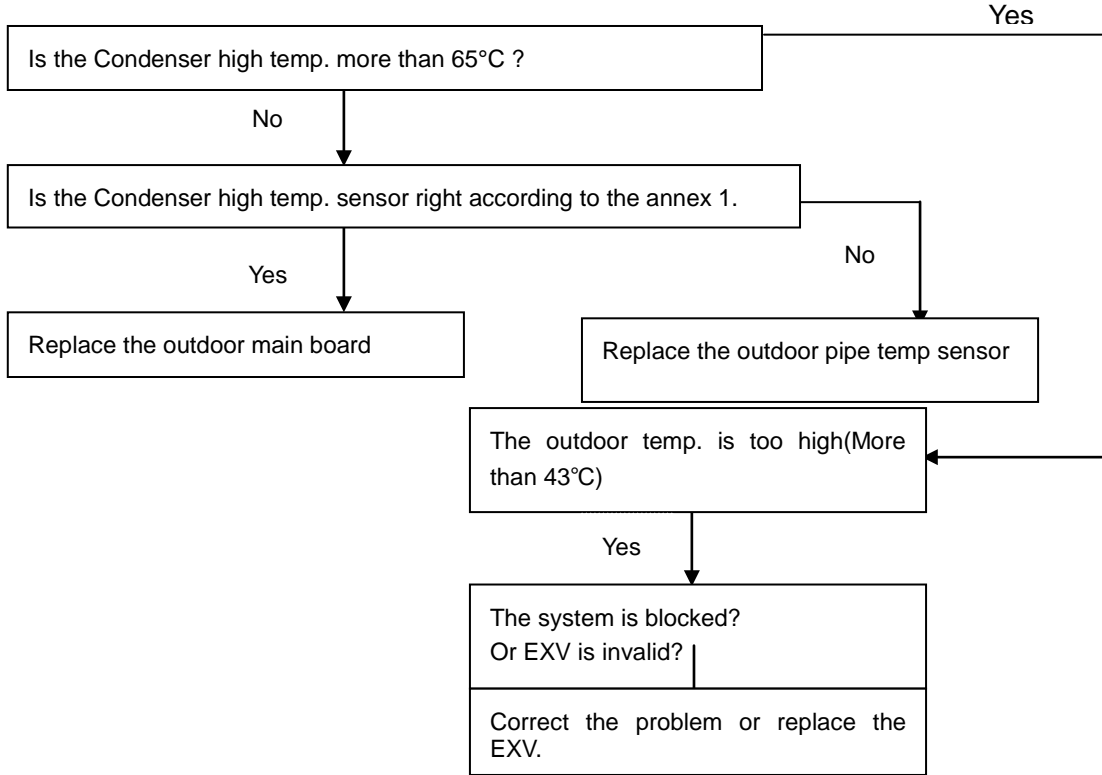 Yes
Is the Condenser high temp. more than 65°C ?
No
Is the Condenser high temp. sensor right according to the annex 1.
No
Yes
Replace the outdoor main board
Replace the outdoor pipe temp sensor
The outdoor temp. is too high(More
than 43℃)
Yes
The system is blocked?
Or EXV is invalid?
Correct the problem or replace the
EXV.